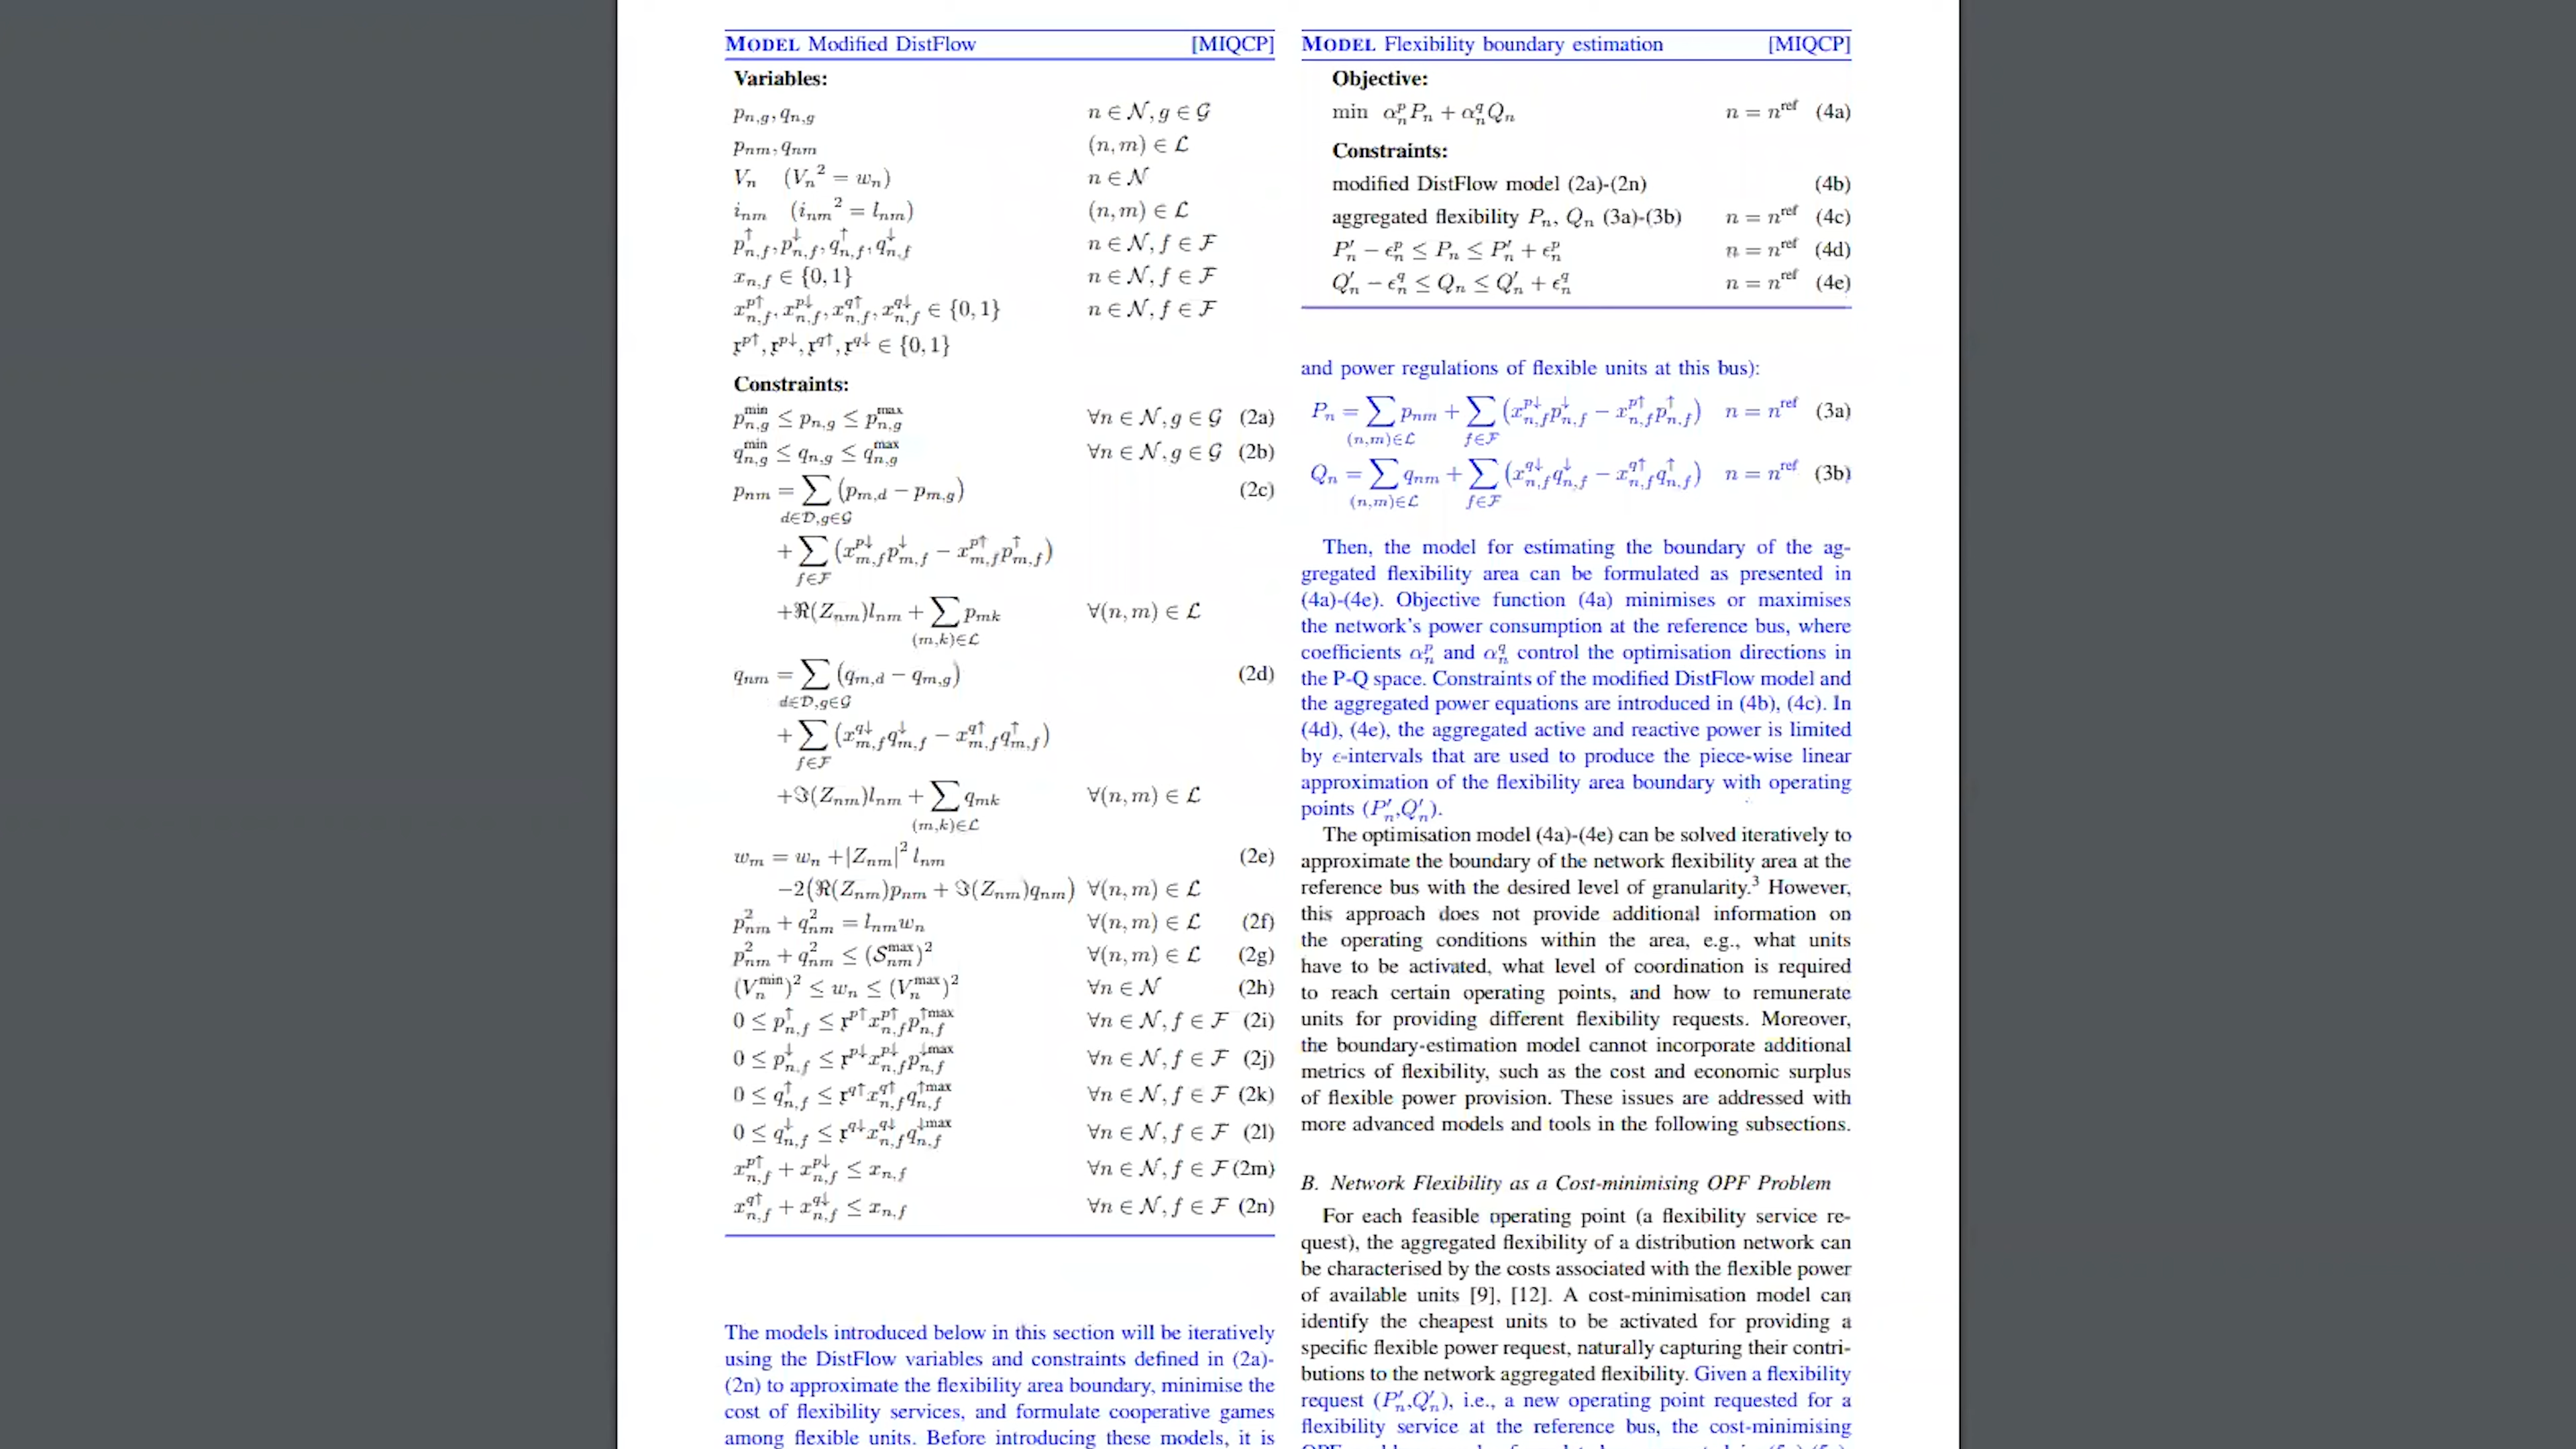 MODEL Modified DistFlow [MIQCP]
Variables:
p_{n,g}, q_{n,g} n ∈ 𝒩, g ∈ 𝒢
p_{nm}, q_{nm} (n, m) ∈ ℒ
V_n (V_n² = w_n) n ∈ 𝒩
i_{nm} (i_{nm}² = l_{nm}) (n, m) ∈ ℒ
p^↑_{n,f}, p^↓_{n,f}, q^↑_{n,f}, q^↓_{n,f} n ∈ 𝒩, f ∈ ℱ
x_{n,f} ∈ {0, 1} n ∈ 𝒩, f ∈ ℱ
x^{p↑}_{n,f}, x^{p↓}_{n,f}, x^{q↑}_{n,f}, x^{q↓}_{n,f} ∈ {0, 1} n ∈ 𝒩, f ∈ ℱ
𝔵^{p↑}, 𝔵^{p↓}, 𝔵^{q↑}, 𝔵^{q↓} ∈ {0, 1}
Constraints:
p^{min}_{n,g} ≤ p_{n,g} ≤ p^{max}_{n,g} ∀n ∈ 𝒩, g ∈ 𝒢 (2a)
q^{min}_{n,g} ≤ q_{n,g} ≤ q^{max}_{n,g} ∀n ∈ 𝒩, g ∈ 𝒢 (2b)
p_{nm} = ∑_{d∈𝒟,g∈𝒢} (p_{m,d} − p_{m,g}) (2c)
+ ∑_{f∈ℱ} (x^{p↓}_{m,f} p^↓_{m,f} − x^{p↑}_{m,f} p^↑_{m,f})
+ℜ(Z_{nm})l_{nm} + ∑_{(m,k)∈ℒ} p_{mk} ∀(n, m) ∈ ℒ
q_{nm} = ∑_{d∈𝒟,g∈𝒢} (q_{m,d} − q_{m,g}) (2d)
+ ∑_{f∈ℱ} (x^{q↓}_{m,f} q^↓_{m,f} − x^{q↑}_{m,f} q^↑_{m,f})
+ℑ(Z_{nm})l_{nm} + ∑_{(m,k)∈ℒ} q_{mk} ∀(n, m) ∈ ℒ
w_m = w_n + |Z_{nm}|² l_{nm} (2e)
−2(ℜ(Z_{nm})p_{nm} + ℑ(Z_{nm})q_{nm}) ∀(n, m) ∈ ℒ
p²_{nm} + q²_{nm} = l_{nm}w_n ∀(n, m) ∈ ℒ (2f)
p²_{nm} + q²_{nm} ≤ (S^{max}_{nm})² ∀(n, m) ∈ ℒ (2g)
(V^{min}_n)² ≤ w_n ≤ (V^{max}_n)² ∀n ∈ 𝒩 (2h)
0 ≤ p^↑_{n,f} ≤ 𝔵^{p↑} x^{p↑}_{n,f} p^{↑max}_{n,f} ∀n ∈ 𝒩, f ∈ ℱ (2i)
0 ≤ p^↓_{n,f} ≤ 𝔵^{p↓} x^{p↓}_{n,f} p^{↓max}_{n,f} ∀n ∈ 𝒩, f ∈ ℱ (2j)
0 ≤ q^↑_{n,f} ≤ 𝔵^{q↑} x^{q↑}_{n,f} q^{↑max}_{n,f} ∀n ∈ 𝒩, f ∈ ℱ (2k)
0 ≤ q^↓_{n,f} ≤ 𝔵^{q↓} x^{q↓}_{n,f} q^{↓max}_{n,f} ∀n ∈ 𝒩, f ∈ ℱ (2l)
x^{p↑}_{n,f} + x^{p↓}_{n,f} ≤ x_{n,f} ∀n ∈ 𝒩, f ∈ ℱ (2m)
x^{q↑}_{n,f} + x^{q↓}_{n,f} ≤ x_{n,f} ∀n ∈ 𝒩, f ∈ ℱ (2n)
The models introduced below in this section will be iteratively
using the DistFlow variables and constraints defined in (2a)-
(2n) to approximate the flexibility area boundary, minimise the
cost of flexibility services, and formulate cooperative games
among flexible units. Before introducing these models, it is
MODEL Flexibility boundary estimation [MIQCP]
Objective:
min α^p_n P_n + α^q_n Q_n n = n^{ref} (4a)
Constraints:
modified DistFlow model (2a)-(2n) (4b)
aggregated flexibility P_n, Q_n (3a)-(3b) n = n^{ref} (4c)
P′_n − ϵ^p_n ≤ P_n ≤ P′_n + ϵ^p_n n = n^{ref} (4d)
Q′_n − ϵ^q_n ≤ Q_n ≤ Q′_n + ϵ^q_n n = n^{ref} (4e)
and power regulations of flexible units at this bus):
P_n = ∑_{(n,m)∈ℒ} p_{nm} + ∑_{f∈ℱ} (x^{p↓}_{n,f} p^↓_{n,f} − x^{p↑}_{n,f} p^↑_{n,f}) n = n^{ref} (3a)
Q_n = ∑_{(n,m)∈ℒ} q_{nm} + ∑_{f∈ℱ} (x^{q↓}_{n,f} q^↓_{n,f} − x^{q↑}_{n,f} q^↑_{n,f}) n = n^{ref} (3b)
Then, the model for estimating the boundary of the ag-
gregated flexibility area can be formulated as presented in
(4a)-(4e). Objective function (4a) minimises or maximises
the network's power consumption at the reference bus, where
coefficients α^p_n and α^q_n control the optimisation directions in
the P-Q space. Constraints of the modified DistFlow model and
the aggregated power equations are introduced in (4b), (4c). In
(4d), (4e), the aggregated active and reactive power is limited
by ϵ-intervals that are used to produce the piece-wise linear
approximation of the flexibility area boundary with operating
points (P′_n,Q′_n).
The optimisation model (4a)-(4e) can be solved iteratively to
approximate the boundary of the network flexibility area at the
reference bus with the desired level of granularity.³ However,
this approach does not provide additional information on
the operating conditions within the area, e.g., what units
have to be activated, what level of coordination is required
to reach certain operating points, and how to remunerate
units for providing different flexibility requests. Moreover,
the boundary-estimation model cannot incorporate additional
metrics of flexibility, such as the cost and economic surplus
of flexible power provision. These issues are addressed with
more advanced models and tools in the following subsections.
B. Network Flexibility as a Cost-minimising OPF Problem
For each feasible operating point (a flexibility service re-
quest), the aggregated flexibility of a distribution network can
be characterised by the costs associated with the flexible power
of available units [9], [12]. A cost-minimisation model can
identify the cheapest units to be activated for providing a
specific flexible power request, naturally capturing their contri-
butions to the network aggregated flexibility. Given a flexibility
request (P′_n,Q′_n), i.e., a new operating point requested for a
flexibility service at the reference bus, the cost-minimising